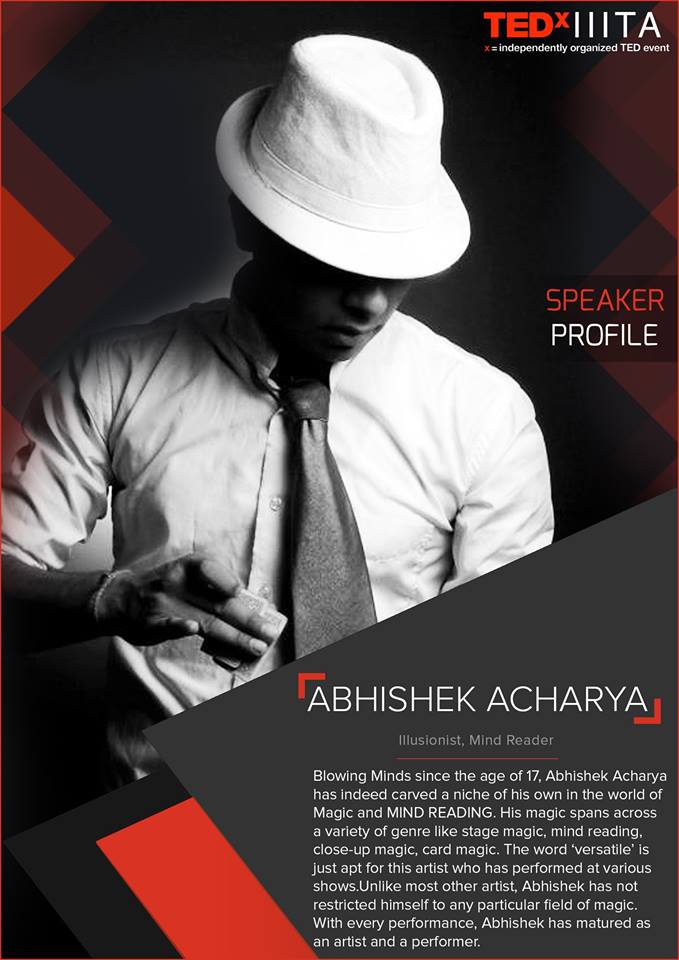 TEDxIIITA
x = independently organized TED event
SPEAKER
PROFILE
ABHISHEK ACHARYA
Illusionist, Mind Reader
Blowing Minds since the age of 17, Abhishek Acharya
has indeed carved a niche of his own in the world of
Magic and MIND READING. His magic spans across
a variety of genre like stage magic, mind reading,
close-up magic, card magic. The word ‘versatile’ is
just apt for this artist who has performed at various
shows.Unlike most other artist, Abhishek has not
restricted himself to any particular field of magic.
With every performance, Abhishek has matured as
an artist and a performer.